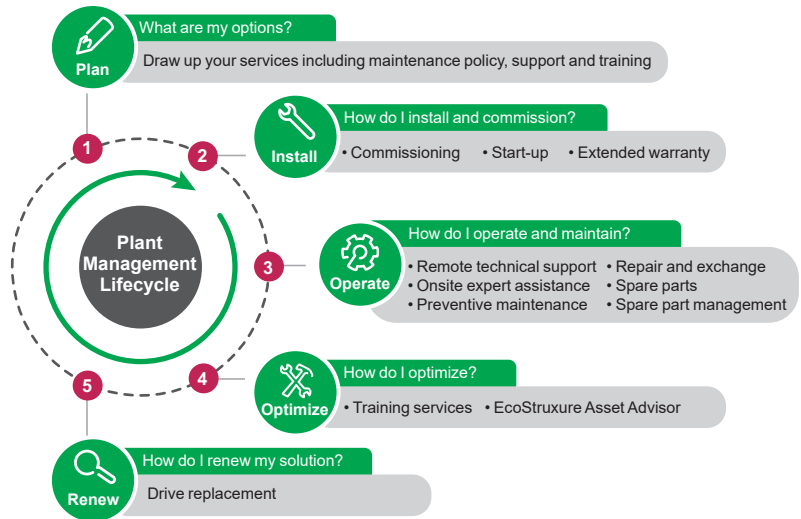 What are my options?
Plan
Draw up your services including maintenance policy, support and training
1
2
How do I install and commission?
Install
• Commissioning • Start-up • Extended warranty
Plant
Management
Lifecycle
3
How do I operate and maintain?
Operate
• Remote technical support • Repair and exchange
• Onsite expert assistance • Spare parts
• Preventive maintenance • Spare part management
4
How do I optimize?
Optimize
• Training services • EcoStruxure Asset Advisor
5
How do I renew my solution?
Renew
Drive replacement